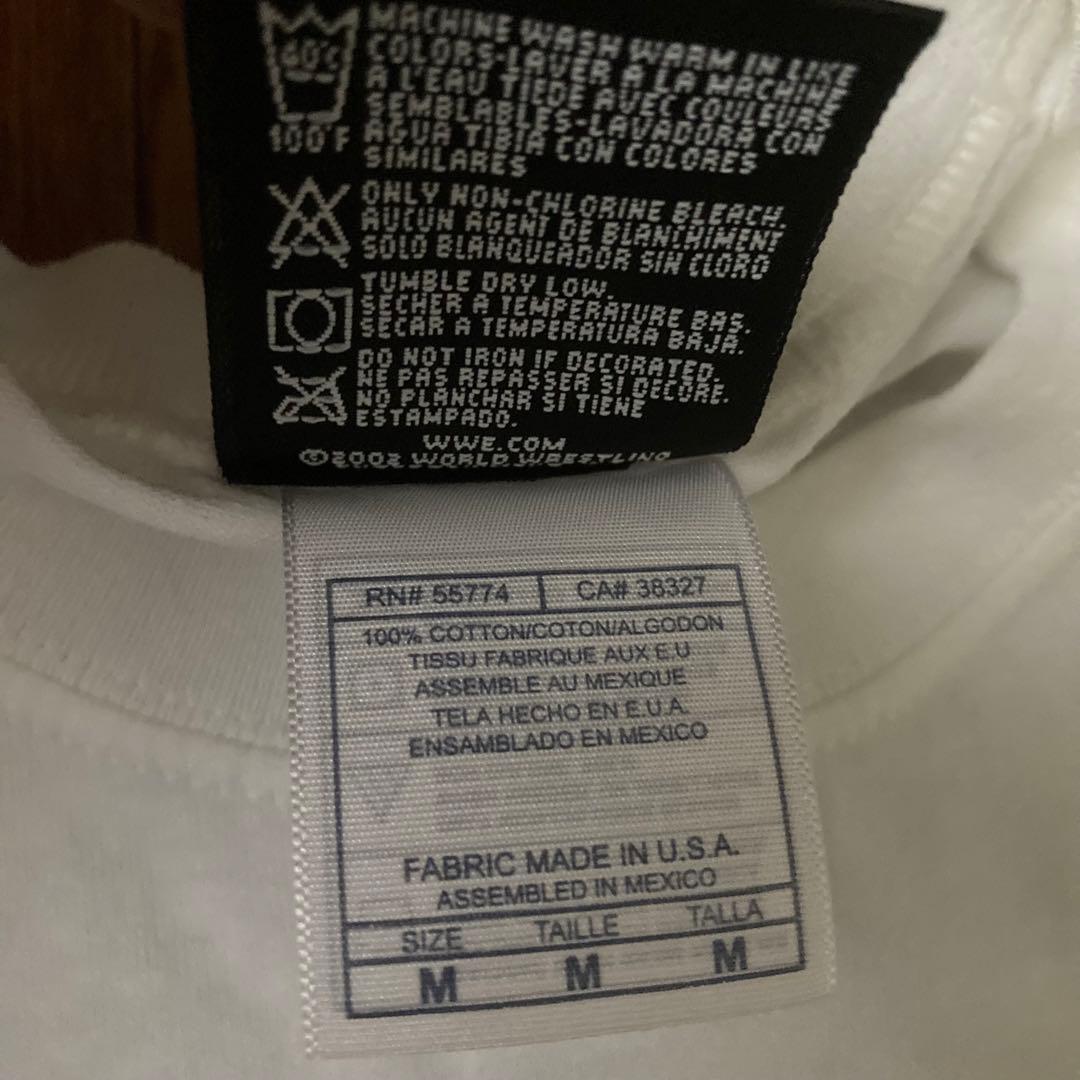 MACHINE WASH WARM IN LIKE
COLORS-LAVER A LA MACHINE
A L'EAU TIEDE AVEC COULEURS
SEMBLABLES-LAVADORA CON
AGUA TIBIA CON COLORES
SIMILARES
100°F
ONLY NON-CHLORINE BLEACH.
AUCUN AGENT DE BLANCHIMENT
SOLO BLANQUEADOR SIN CLORO
TUMBLE DRY LOW.
SECHER A TEMPERATURE BAS.
SECAR A TEMPERATURA BAJA.
DO NOT IRON IF DECORATED.
NE PAS REPASSER SI DECORE.
NO PLANCHAR SI TIENE
ESTAMPADO.
WWE.COM
©2002 WORLD WRESTLING
RN# 55774 CA# 38327
100% COTTON/COTON/ALGODON
TISSU FABRIQUE AUX E.U
ASSEMBLE AU MEXIQUE
TELA HECHO EN E.U.A.
ENSAMBLADO EN MEXICO
FABRIC MADE IN U.S.A.
ASSEMBLED IN MEXICO
SIZE TAILLE TALLA
M M M